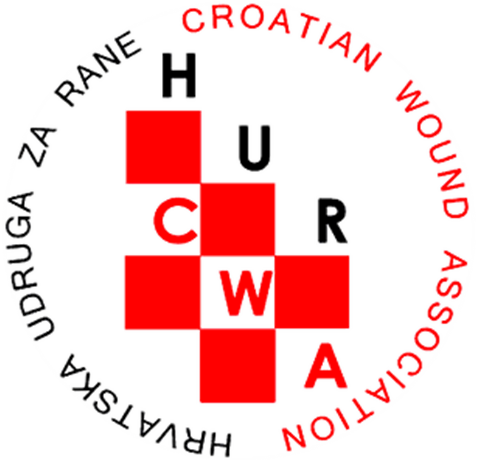 HRVATSKA UDRUGA ZA RANE
CROATIAN WOUND ASSOCIATION
H
U
C R
W
A